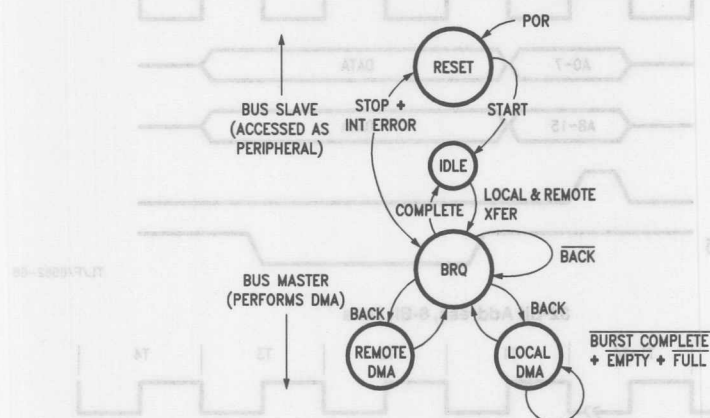 POR
RESET
BUS SLAVE
(ACCESSED AS
PERIPHERAL)
STOP +
INT ERROR
START
IDLE
LOCAL & REMOTE
XFER
COMPLETE
BRQ
BACK
BUS MASTER
(PERFORMS DMA)
BACK
BACK
REMOTE
DMA
LOCAL
DMA
BURST COMPLETE
+ EMPTY + FULL
DATA
A0-7
A8-15